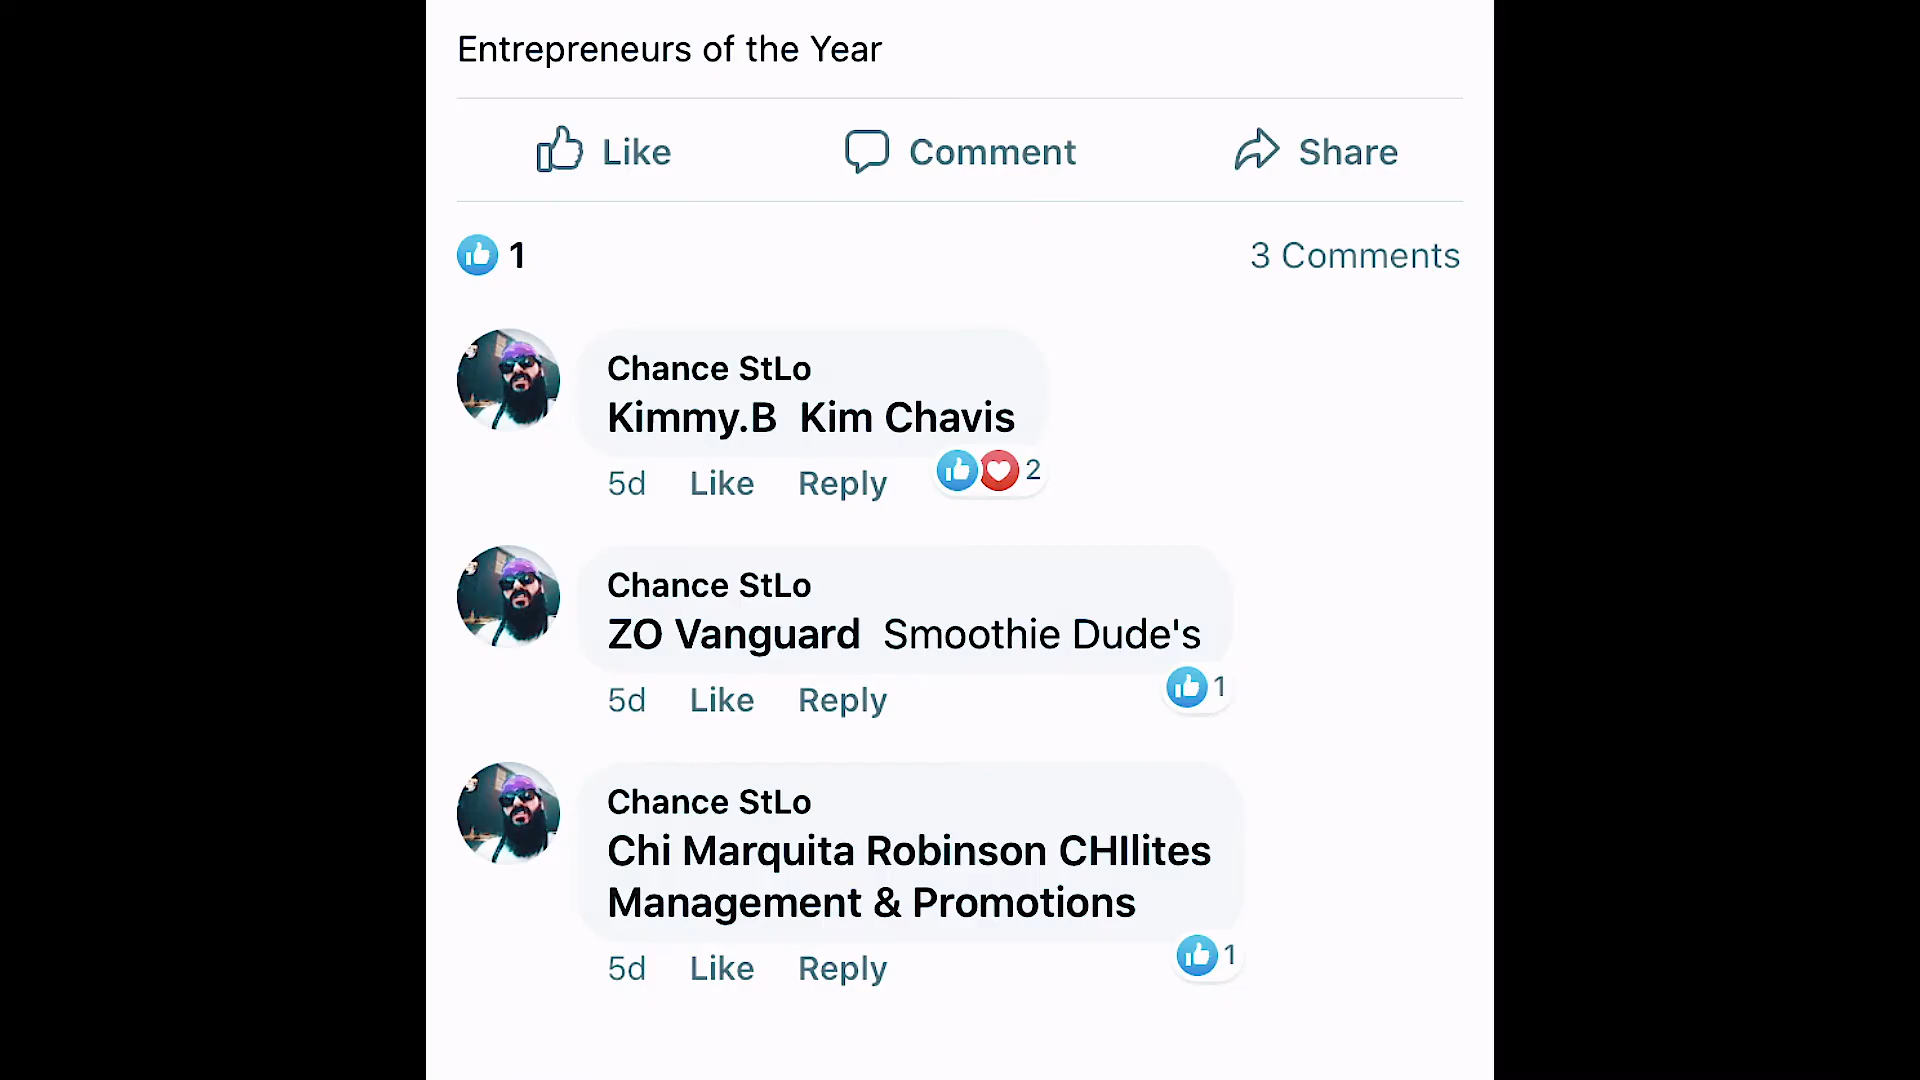 Entrepreneurs of the Year
Like Comment Share
1 3 Comments
Chance StLo
Kimmy.B Kim Chavis
5d Like Reply 2
Chance StLo
ZO Vanguard Smoothie Dude's
5d Like Reply 1
Chance StLo
Chi Marquita Robinson CHIlites
Management & Promotions
5d Like Reply 1